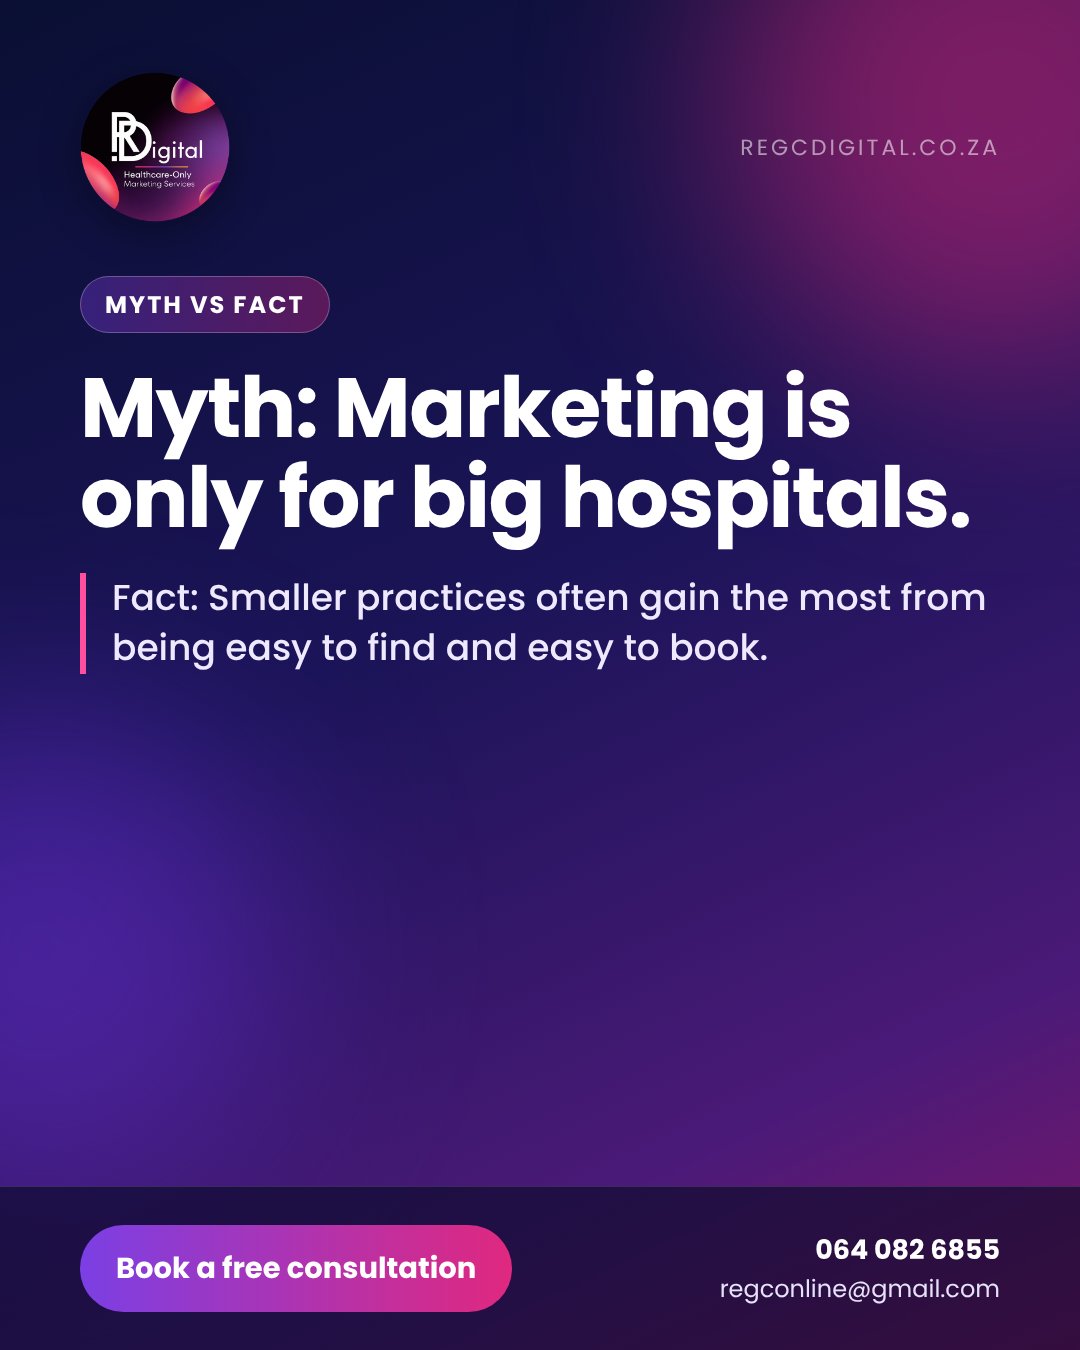 RDigital
Healthcare-Only
Marketing Services
REGCDIGITAL.CO.ZA
MYTH VS FACT
Myth: Marketing is
only for big hospitals.
Fact: Smaller practices often gain the most from
being easy to find and easy to book.
Book a free consultation
064 082 6855
regconline@gmail.com